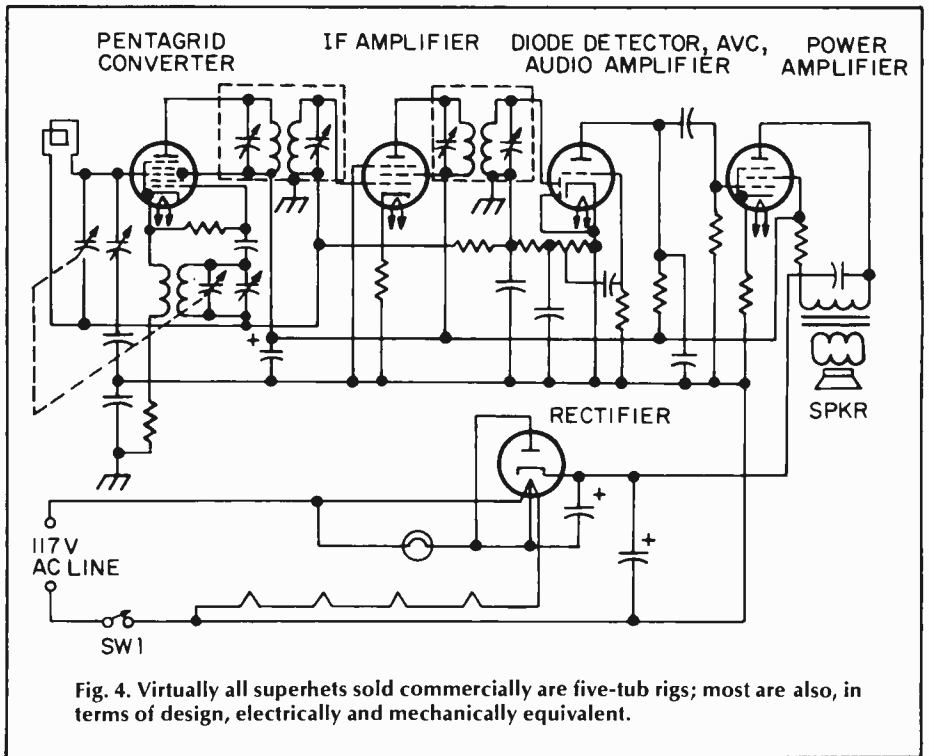 PENTAGRID
CONVERTER
IF AMPLIFIER
DIODE DETECTOR, AVC,
AUDIO AMPLIFIER
POWER
AMPLIFIER
+
SPKR
RECTIFIER
+
+
117V
AC LINE
SW1
Fig. 4. Virtually all superhets sold commercially are five-tub rigs; most are also, in
terms of design, electrically and mechanically equivalent.